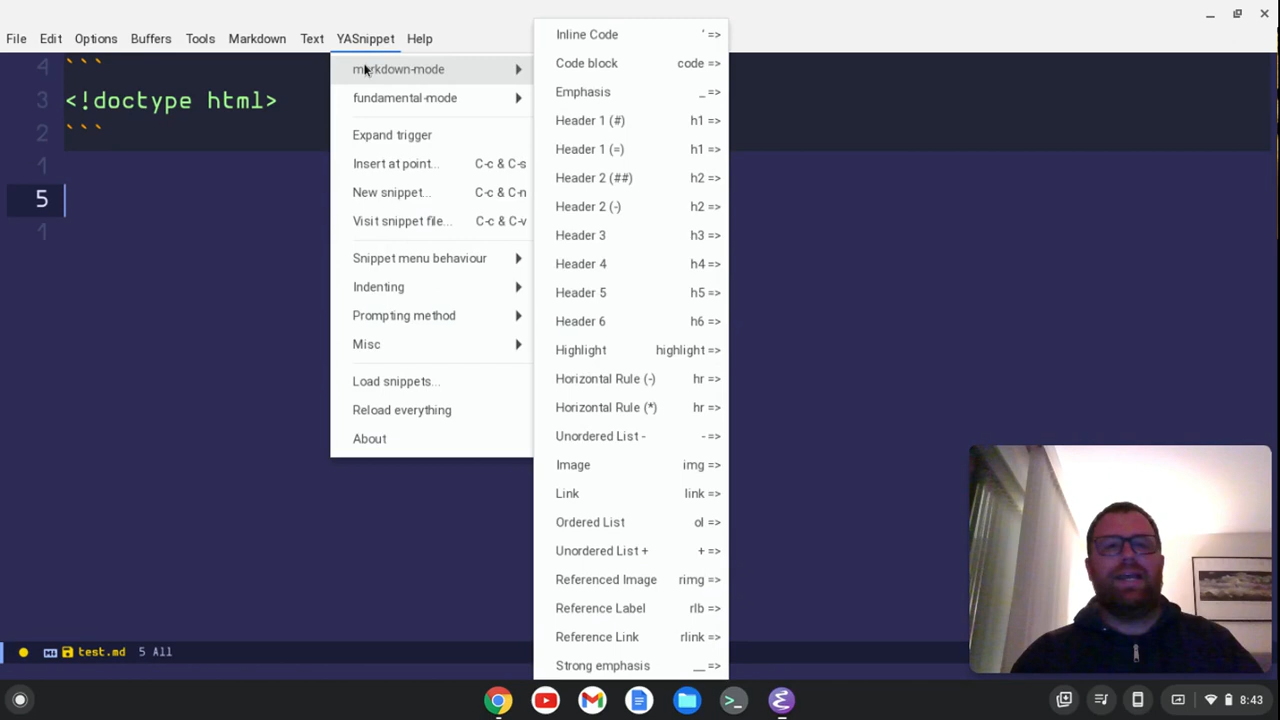 File Edit Options Buffers Tools Markdown Text YASnippet Help
4 ```
3 <!doctype html>
2 ```
1
5
1
markdown-mode
fundamental-mode
Expand trigger
Insert at point... C-c & C-s
New snippet... C-c & C-n
Visit snippet file... C-c & C-v
Snippet menu behaviour
Indenting
Prompting method
Misc
Load snippets...
Reload everything
About
Inline Code ' =>
Code block code =>
Emphasis _ =>
Header 1 (#) h1 =>
Header 1 (=) h1 =>
Header 2 (##) h2 =>
Header 2 (-) h2 =>
Header 3 h3 =>
Header 4 h4 =>
Header 5 h5 =>
Header 6 h6 =>
Highlight highlight =>
Horizontal Rule (-) hr =>
Horizontal Rule (*) hr =>
Unordered List - - =>
Image img =>
Link link =>
Ordered List ol =>
Unordered List + + =>
Referenced Image rimg =>
Reference Label rlb =>
Reference Link rlink =>
Strong emphasis __ =>
test.md 5 All
8:43